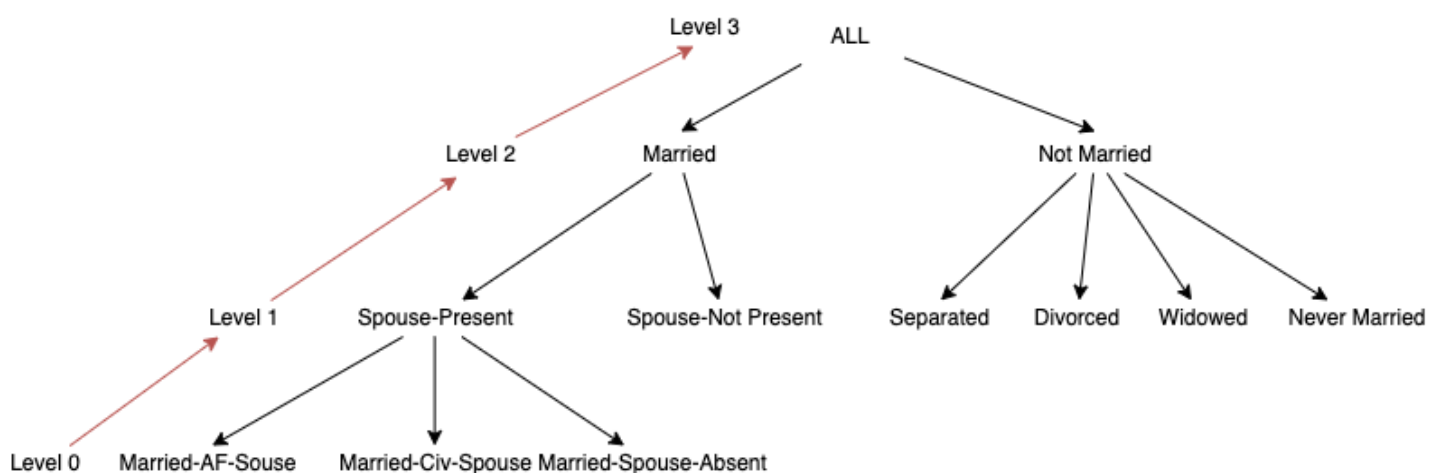 Level 3
ALL
Level 2
Married
Not Married
Level 1
Spouse-Present
Spouse-Not Present
Separated
Divorced
Widowed
Never Married
Level 0
Married-AF-Souse
Married-Civ-Spouse
Married-Spouse-Absent